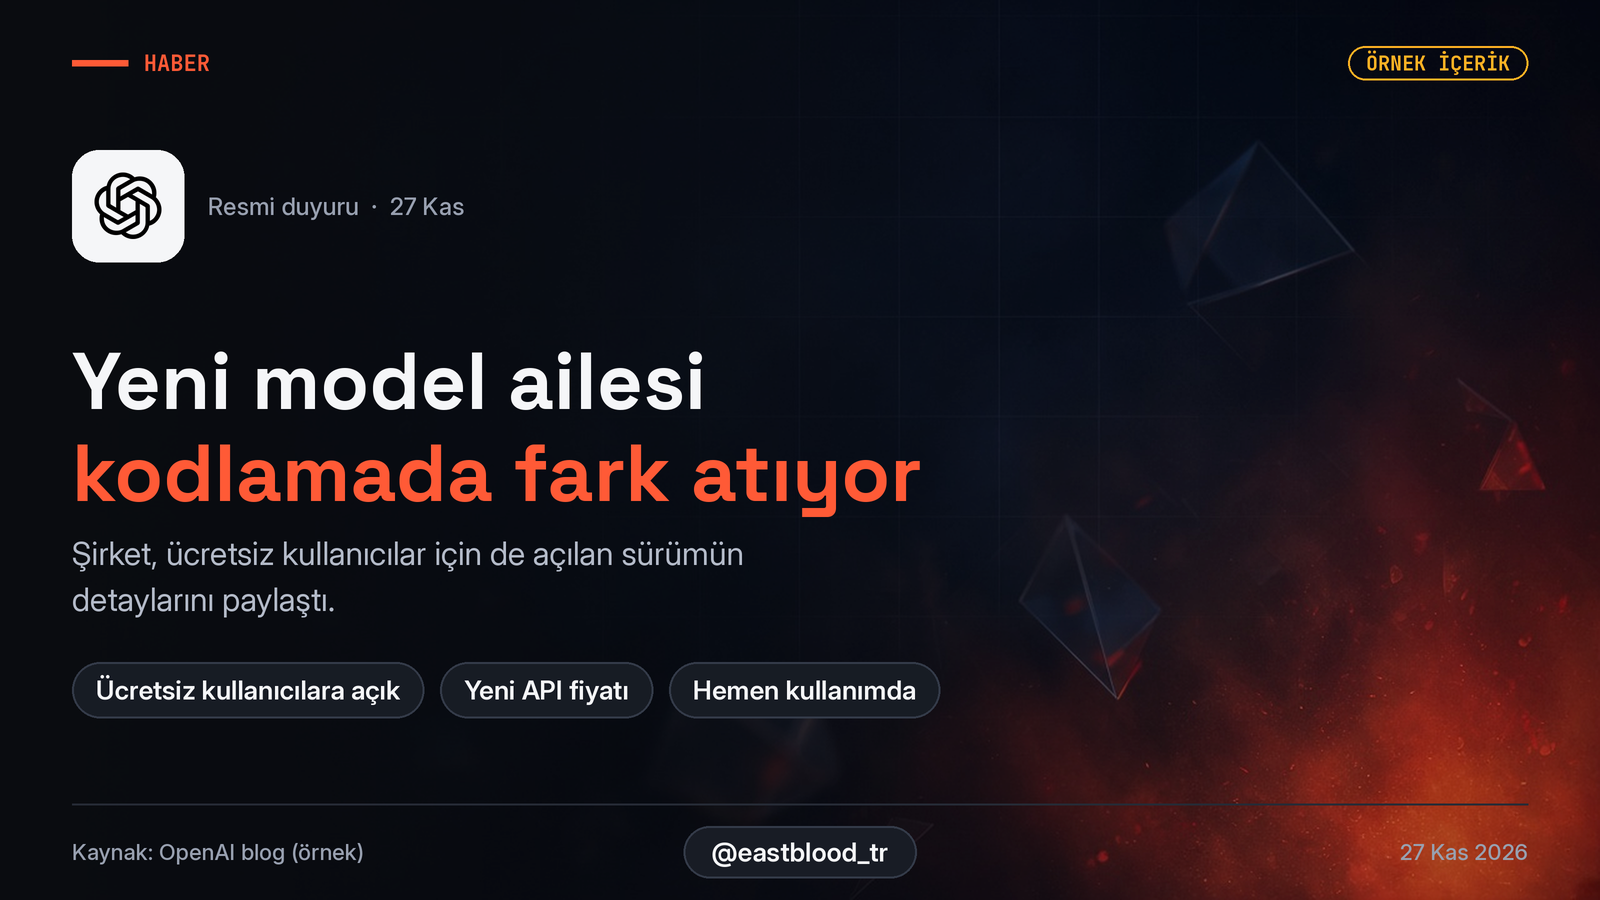 HABER
ÖRNEK İÇERİK
Resmi duyuru · 27 Kas
Yeni model ailesi
kodlamada fark atıyor
Şirket, ücretsiz kullanıcılar için de açılan sürümün
detaylarını paylaştı.
Ücretsiz kullanıcılara açık
Yeni API fiyatı
Hemen kullanımda
Kaynak: OpenAI blog (örnek)
@eastblood_tr
27 Kas 2026